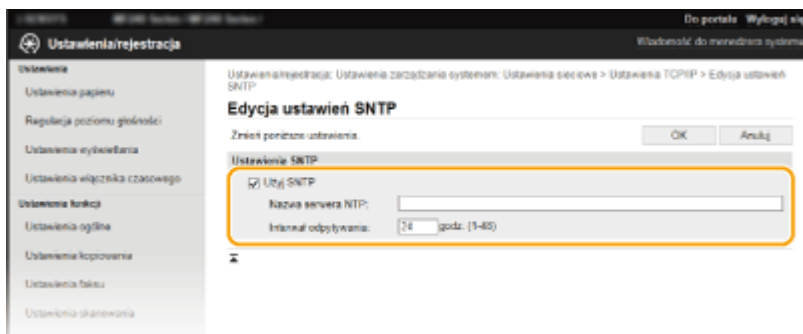 Do portalu Wyloguj się
Ustawienia/rejestracja
Wiadomość do menedżera systemu
Ustawienia
Ustawienia papieru
Regulacja poziomu głośności
Ustawienia wyświetlania
Ustawienia włącznika czasowego
Ustawienia funkcji
Ustawienia ogólne
Ustawienia kopiowania
Ustawienia faksu
Ustawienia skanowania
Ustawienia/rejestracja: Ustawienia zarządzania systemem: Ustawienia sieciowe > Ustawienia TCP/IP > Edycja ustawień
SNTP
Edycja ustawień SNTP
Zmień poniższe ustawienia.
OK Anuluj
Ustawienia SNTP
Użyj SNTP
Nazwa serwera NTP:
Interwał odpytywania: 24 godz. (1-48)